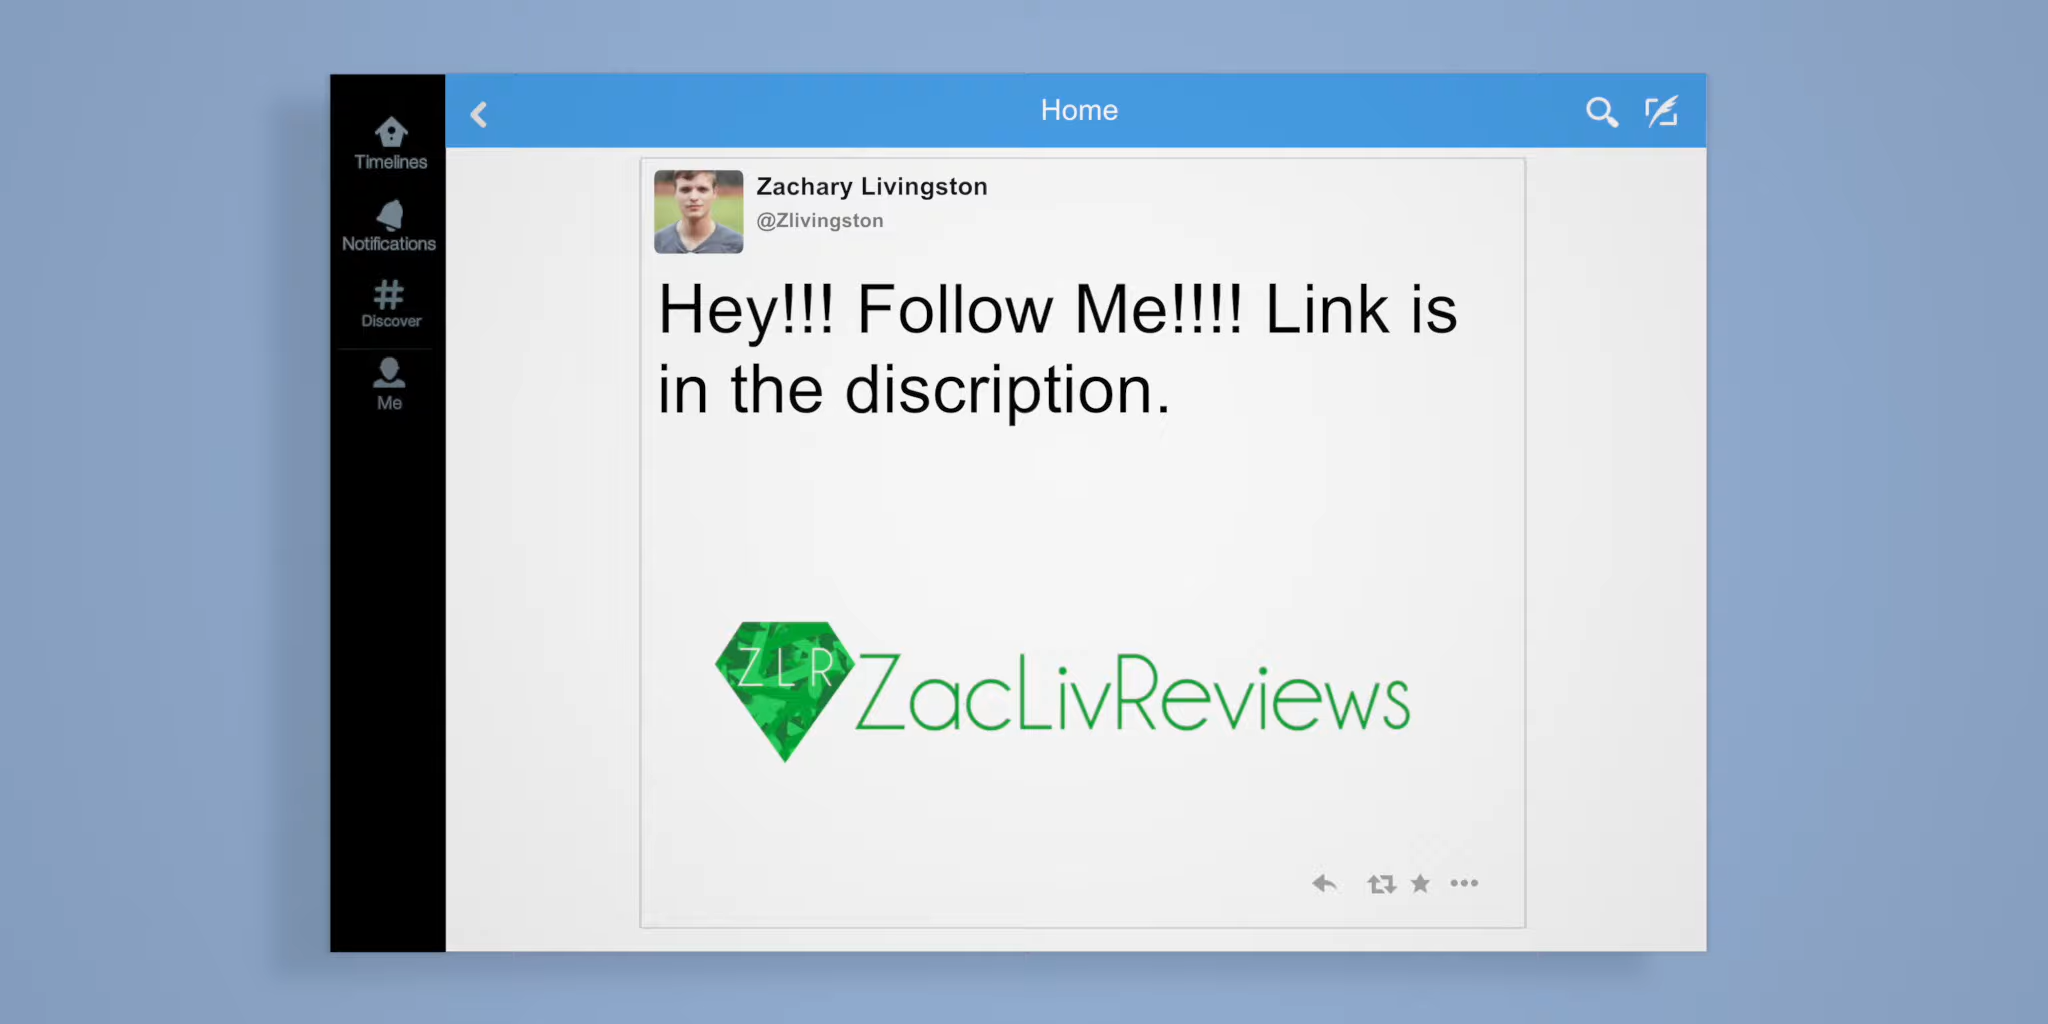 Home
Timelines
Notifications
Discover
Me
Zachary Livingston
@Zlivingston
Hey!!! Follow Me!!!! Link is
in the discription.
ZLR
ZacLivReviews